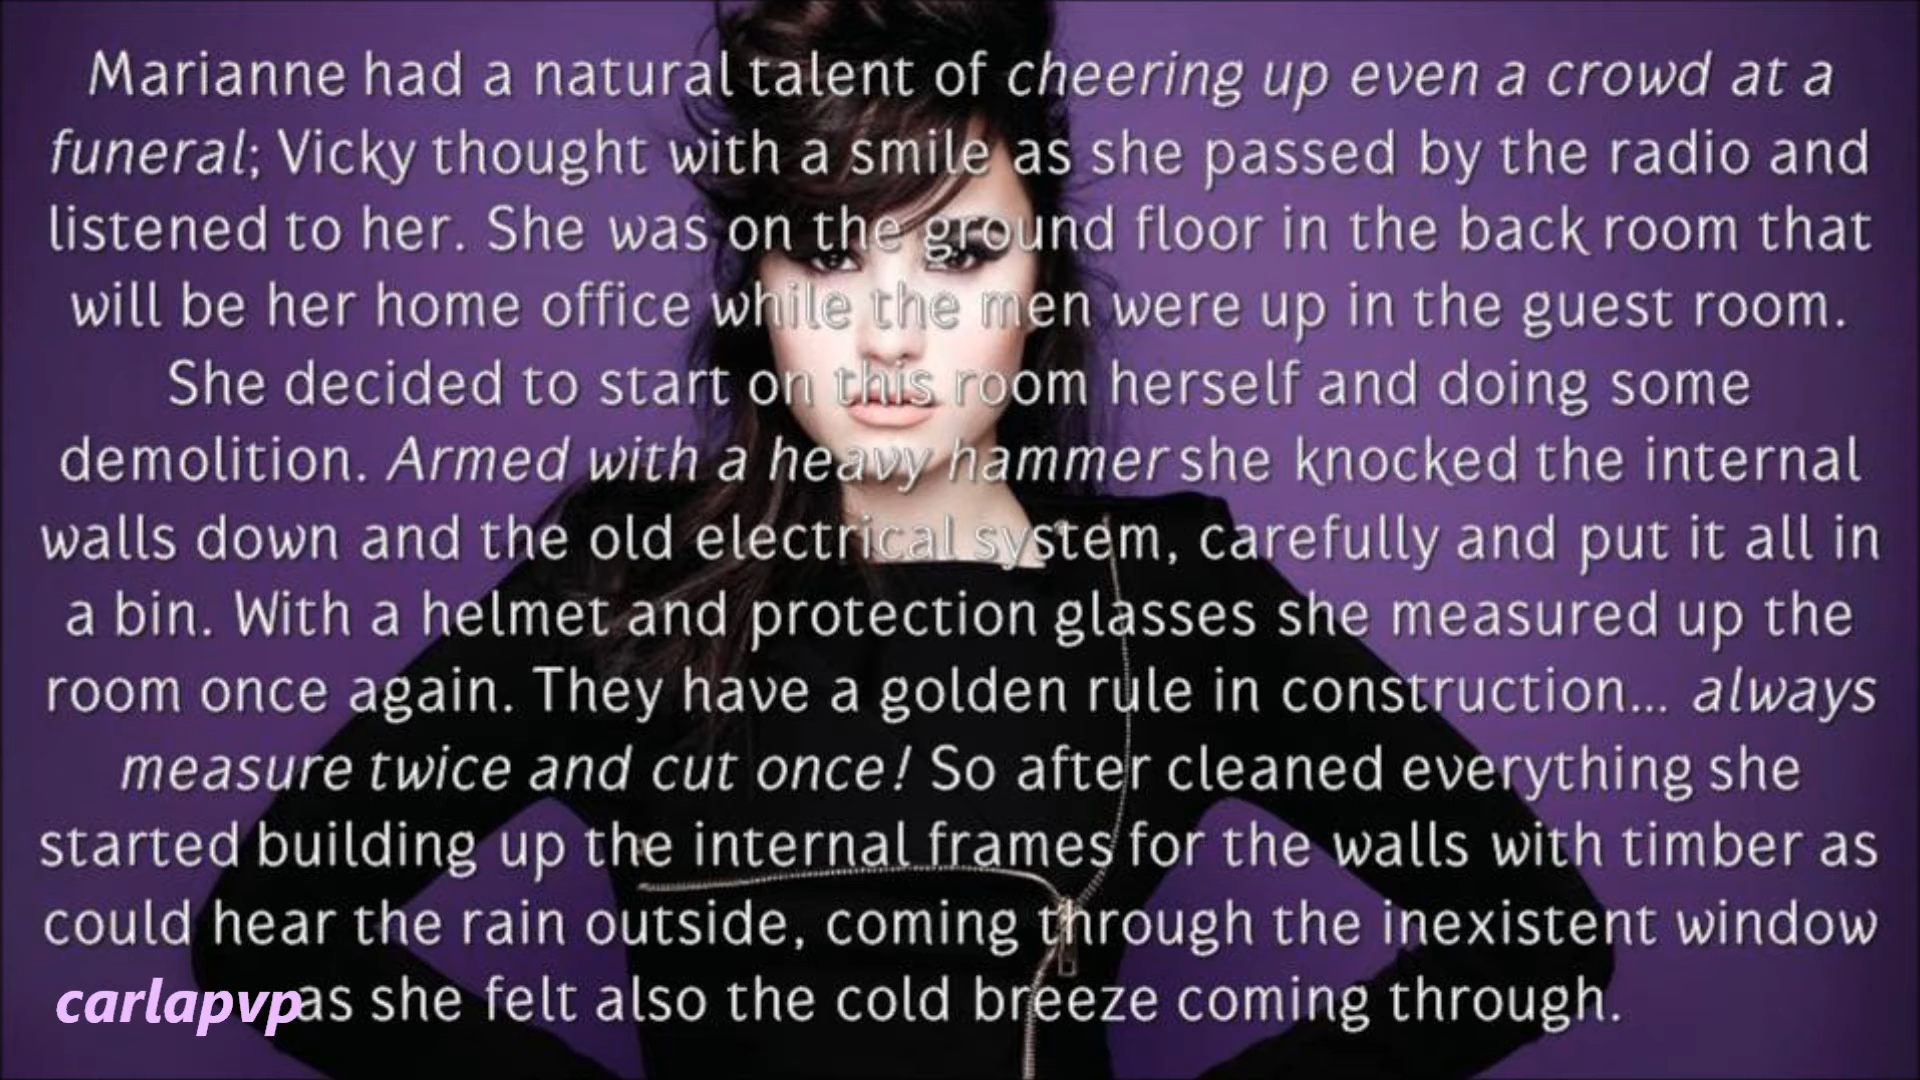 Marianne had a natural talent of cheering up even a crowd at a
funeral; Vicky thought with a smile as she passed by the radio and
listened to her. She was on the ground floor in the back room that
will be her home office while the men were up in the guest room.
She decided to start on this room herself and doing some
demolition. Armed with a heavy hammer she knocked the internal
walls down and the old electrical system, carefully and put it all in
a bin. With a helmet and protection glasses she measured up the
room once again. They have a golden rule in construction... always
measure twice and cut once! So after cleaned everything she
started building up the internal frames for the walls with timber as
could hear the rain outside, coming through the inexistent window
as she felt also the cold breeze coming through.
carlapvp